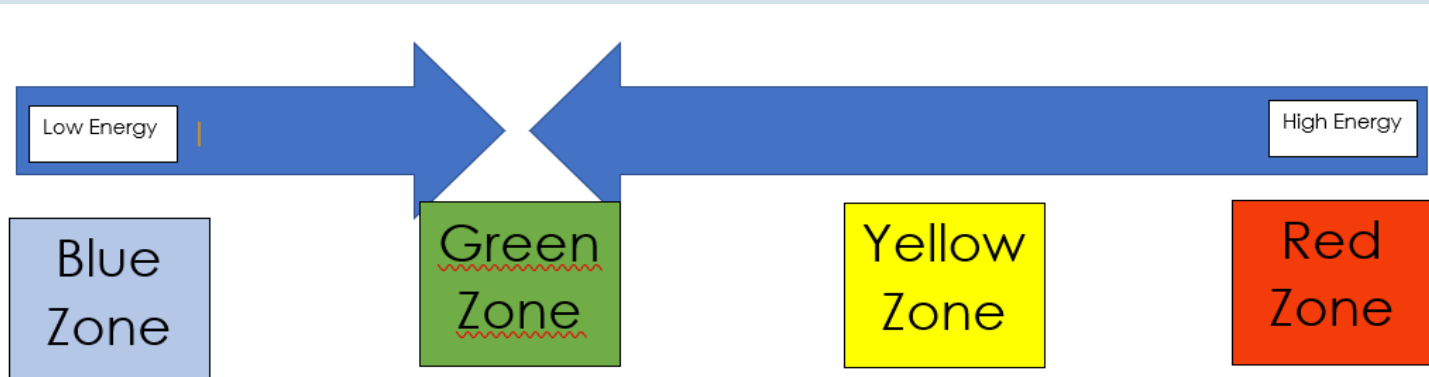 Low Energy
High Energy
Blue
Zone
Green
Zone
Yellow
Zone
Red
Zone